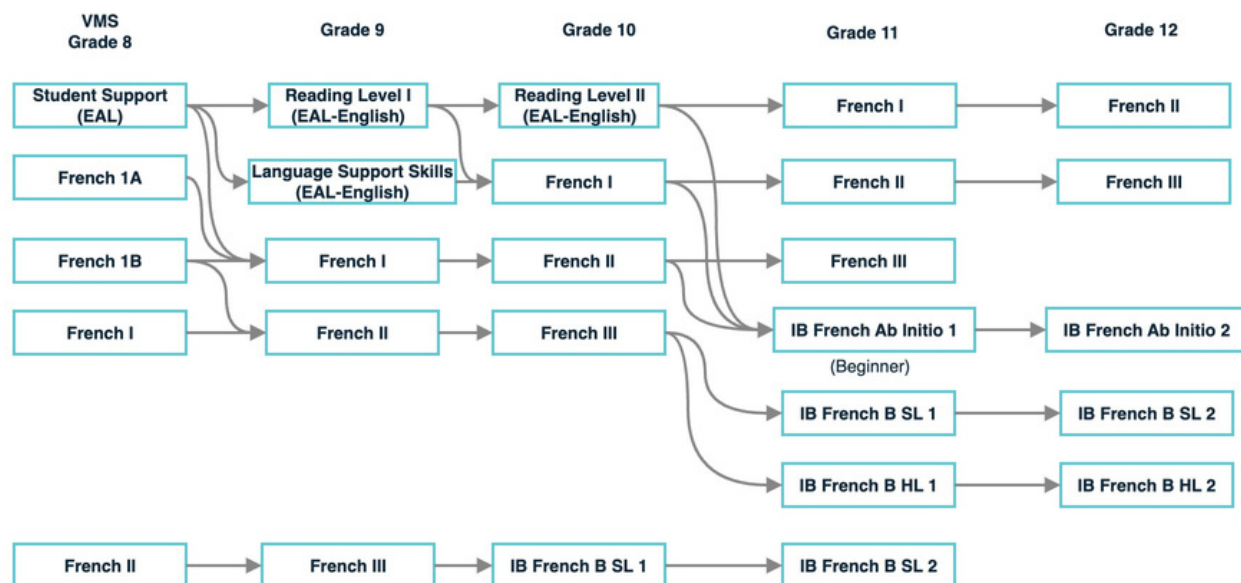 VMS
Grade 8
Grade 9
Grade 10
Grade 11
Grade 12
Student Support
(EAL)
Reading Level I
(EAL-English)
Reading Level II
(EAL-English)
French I
French II
French 1A
Language Support Skills
(EAL-English)
French I
French II
French III
French 1B
French I
French II
French III
French I
French II
French III
IB French Ab Initio 1
(Beginner)
IB French Ab Initio 2
IB French B SL 1
IB French B SL 2
IB French B HL 1
IB French B HL 2
French II
French III
IB French B SL 1
IB French B SL 2